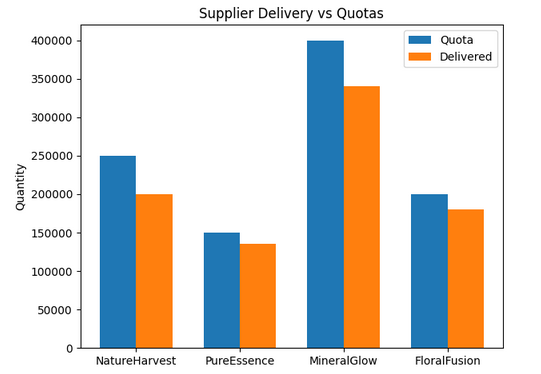 Supplier Delivery vs Quotas
Quota
Delivered
Quantity
400000
350000
300000
250000
200000
150000
100000
50000
0
NatureHarvest PureEssence MineralGlow FloralFusion